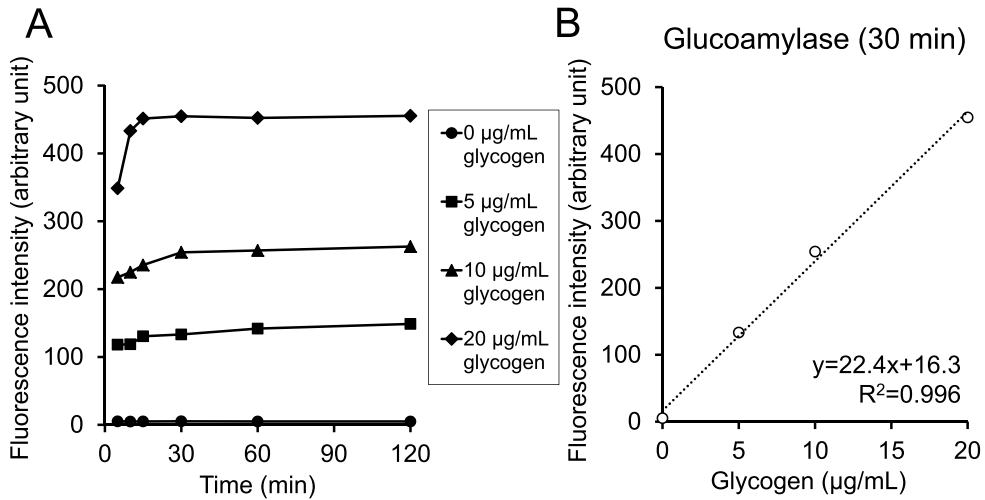 A
Fluorescence intensity (arbitrary unit)
500
400
300
200
100
0
0
30
60
90
120
Time (min)
0 µg/mL
glycogen
5 µg/mL
glycogen
10 µg/mL
glycogen
20 µg/mL
glycogen
B
Glucoamylase (30 min)
Fluorescence intensity (arbitrary unit)
500
400
300
200
100
0
y=22.4x+16.3
R²=0.996
0
5
10
15
20
Glycogen (µg/mL)